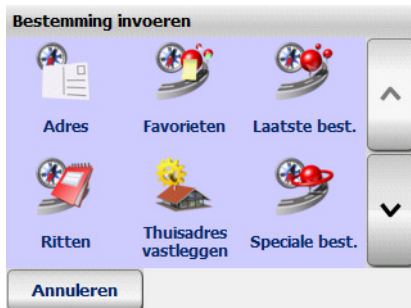 Bestemming invoeren
Adres
Favorieten
Laatste best.
Ritten
Thuisadres
vastleggen
Speciale best.
Annuleren